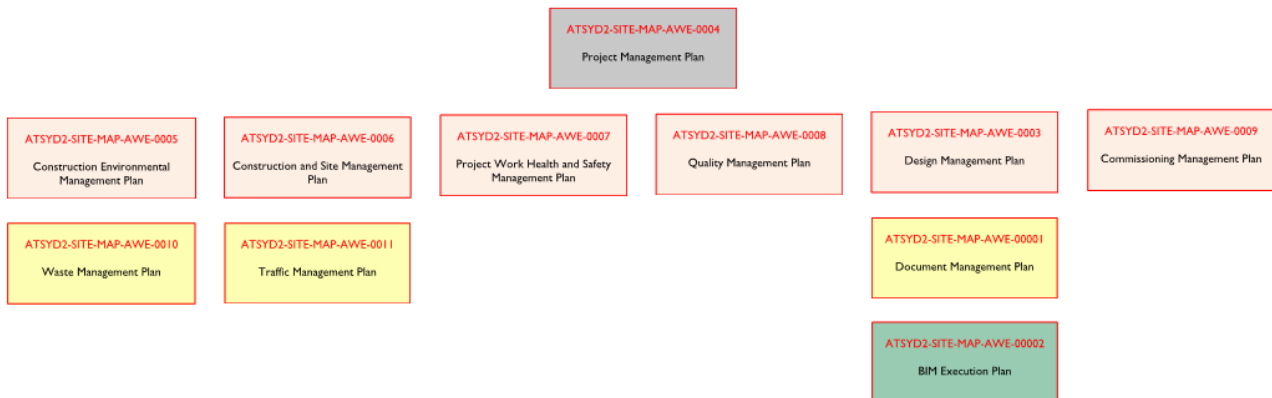 ATSYD2-SITE-MAP-AWE-0004
Project Management Plan
ATSYD2-SITE-MAP-AWE-0005
Construction Environmental
Management Plan
ATSYD2-SITE-MAP-AWE-0006
Construction and Site Management
Plan
ATSYD2-SITE-MAP-AWE-0007
Project Work Health and Safety
Management Plan
ATSYD2-SITE-MAP-AWE-0008
Quality Management Plan
ATSYD2-SITE-MAP-AWE-0003
Design Management Plan
ATSYD2-SITE-MAP-AWE-0009
Commissioning Management Plan
ATSYD2-SITE-MAP-AWE-0010
Waste Management Plan
ATSYD2-SITE-MAP-AWE-0011
Traffic Management Plan
ATSYD2-SITE-MAP-AWE-00001
Document Management Plan
ATSYD2-SITE-MAP-AWE-00002
BIM Execution Plan